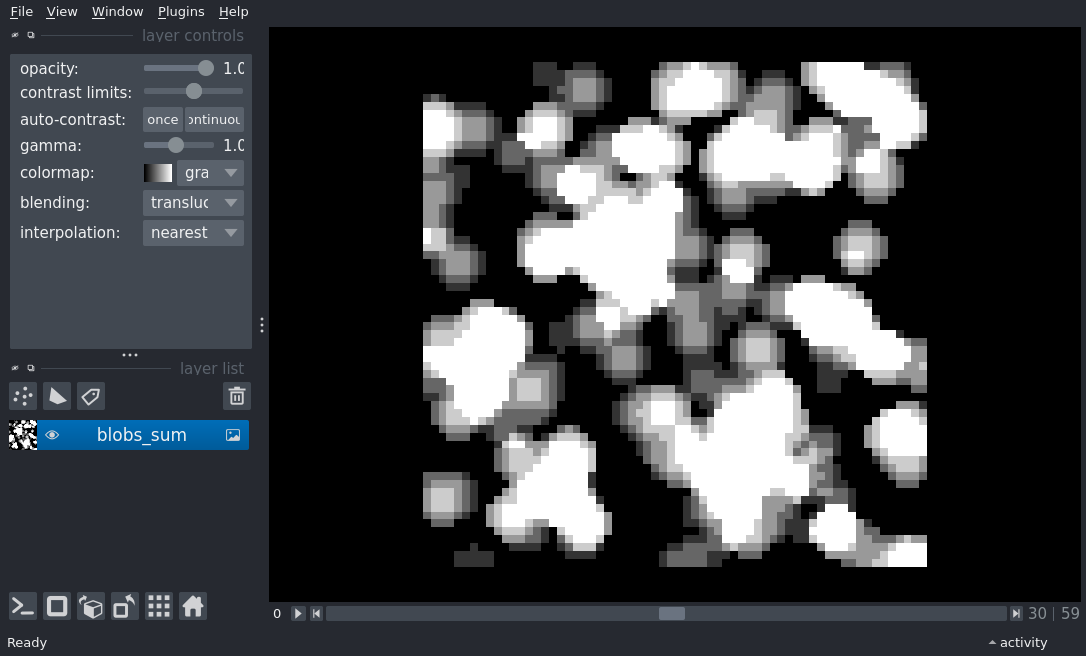 File View Window Plugins Help
layer controls
opacity: 1.0
contrast limits:
auto-contrast: once ontinuou
gamma: 1.0
colormap: gra
blending: transluc
interpolation: nearest
layer list
blobs_sum
0 30 | 59
Ready activity